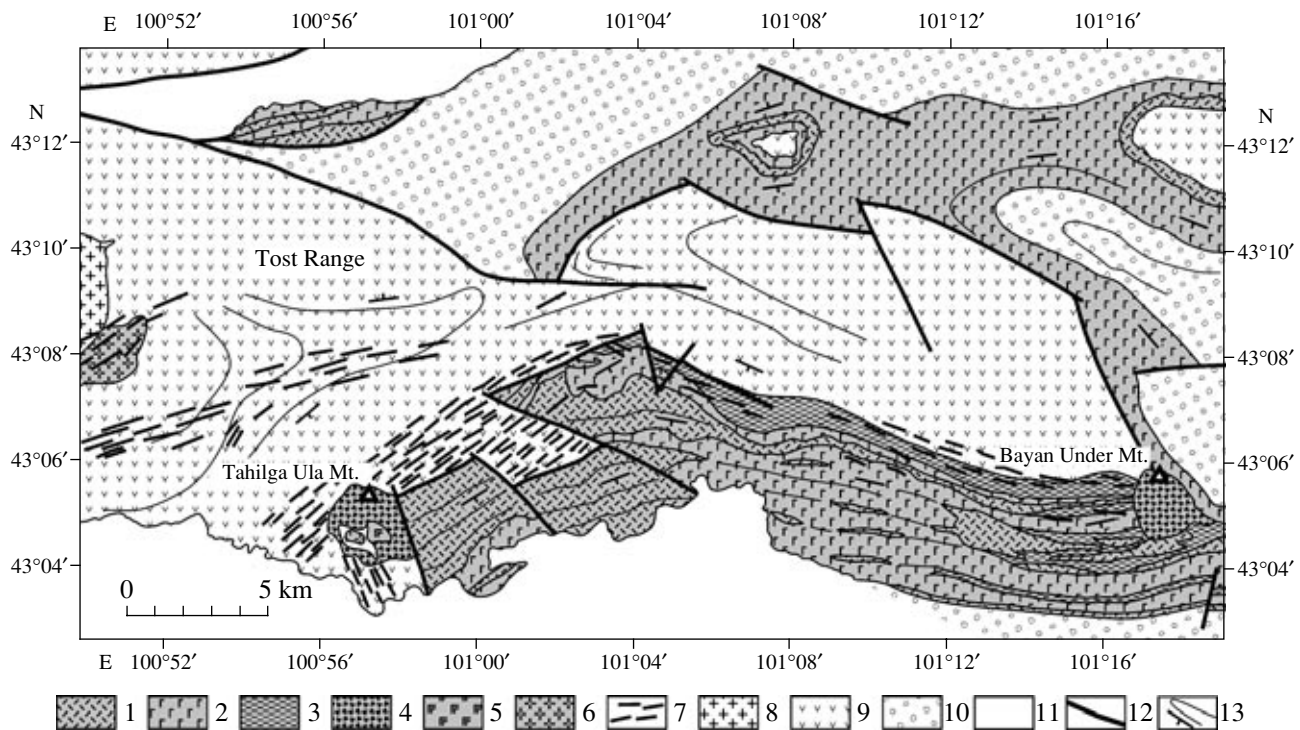 E 100°52′ 100°56′ 101°00′ 101°04′ 101°08′ 101°12′ 101°16′
N N
43°12′ 43°12′
43°10′ Tost Range 43°10′
43°08′ 43°08′
43°06′ Tahilga Ula Mt. Bayan Under Mt. 43°06′
43°04′ 43°04′
0 5 km
E 100°52′ 100°56′ 101°00′ 101°04′ 101°08′ 101°12′ 101°16′
1 2 3 4 5 6 7 8 9 10 11 12 13